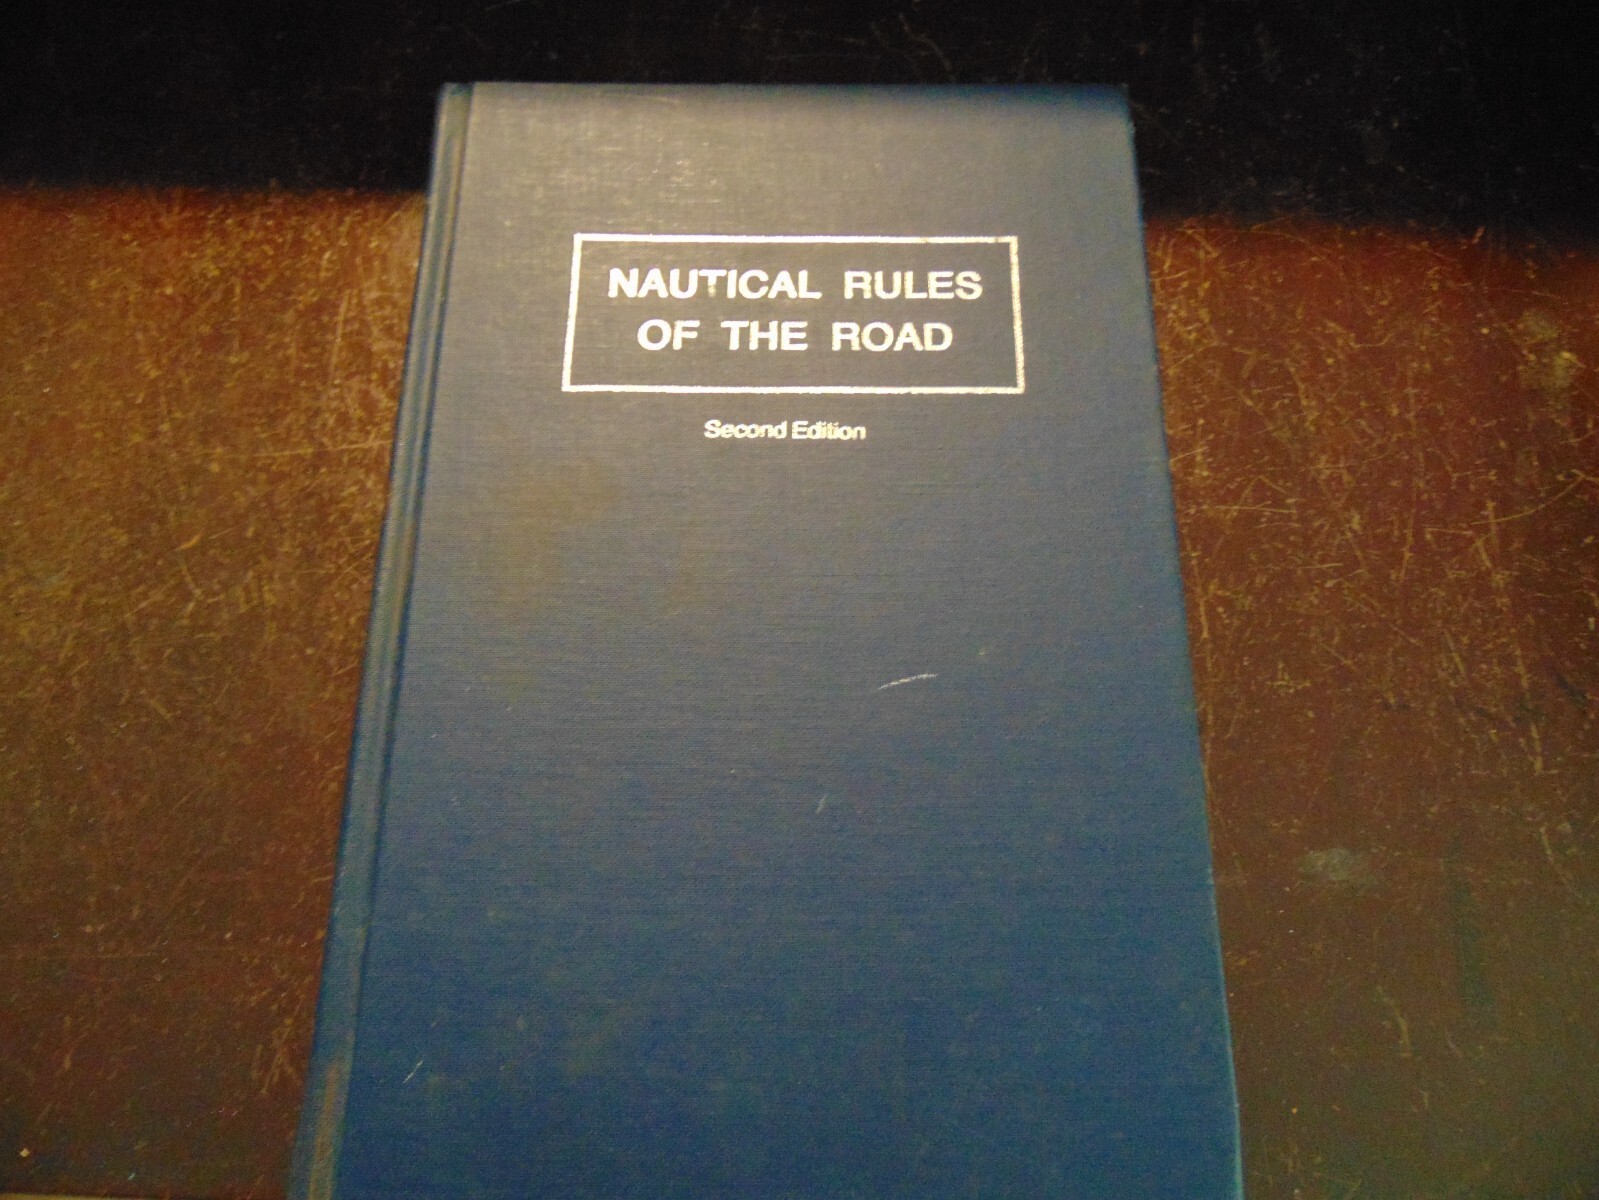 NAUTICAL RULES
OF THE ROAD
Second Edition